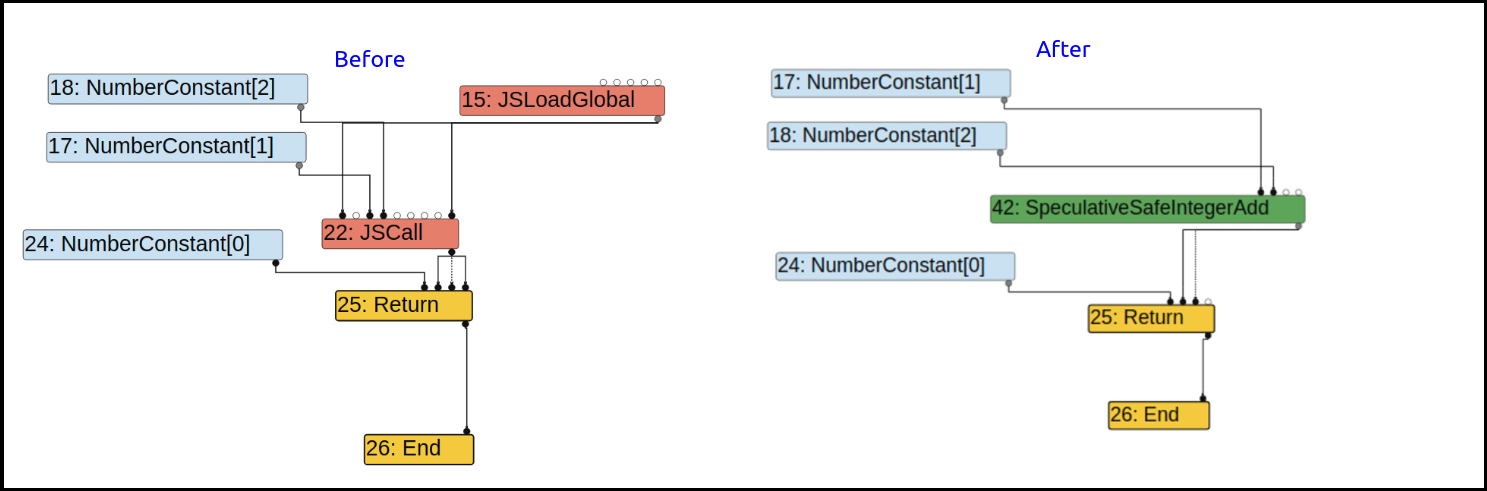 Before
18: NumberConstant[2]
15: JSLoadGlobal
17: NumberConstant[1]
22: JSCall
24: NumberConstant[0]
25: Return
26: End
After
17: NumberConstant[1]
18: NumberConstant[2]
42: SpeculativeSafeIntegerAdd
24: NumberConstant[0]
25: Return
26: End